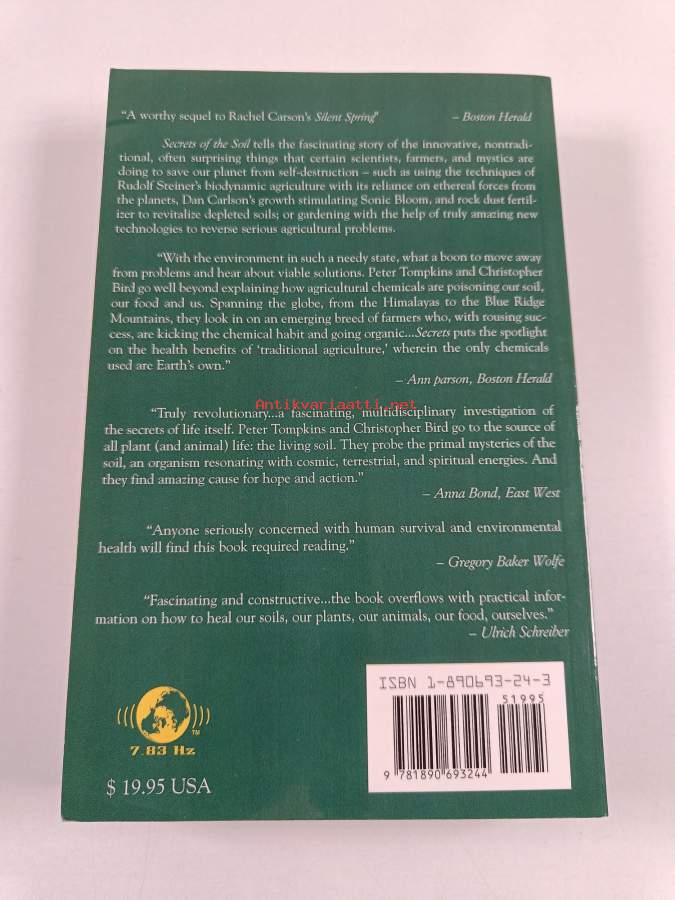 “A worthy sequel to Rachel Carson’s Silent Spring” – Boston Herald
Secrets of the Soil tells the fascinating story of the innovative, nontradi-
tional, often surprising things that certain scientists, farmers, and mystics are
doing to save our planet from self-destruction – such as using the techniques of
Rudolf Steiner’s biodynamic agriculture with its reliance on ethereal forces from
the planets, Dan Carlson’s growth stimulating Sonic Bloom, and rock dust fertil-
izer to revitalize depleted soils; or gardening with the help of truly amazing new
technologies to reverse serious agricultural problems.
“With the environment in such a needy state, what a boon to move away
from problems and hear about viable solutions. Peter Tompkins and Christopher
Bird go well beyond explaining how agricultural chemicals are poisoning our soil,
our food and us. Spanning the globe, from the Himalayas to the Blue Ridge
Mountains, they look in on an emerging breed of farmers who, with rousing suc-
cess, are kicking the chemical habit and going organic...Secrets puts the spotlight
on the health benefits of ‘traditional agriculture,’ wherein the only chemicals
used are Earth’s own.”
– Ann parson, Boston Herald
Antikvariaatti.net
“Truly revolutionary...a fascinating, multidisciplinary investigation of
the secrets of life itself. Peter Tompkins and Christopher Bird go to the source of
all plant (and animal) life: the living soil. They probe the primal mysteries of the
soil, an organism resonating with cosmic, terrestrial, and spiritual energies. And
they find amazing cause for hope and action.”
– Anna Bond, East West
“Anyone seriously concerned with human survival and environmental
health will find this book required reading.”
– Gregory Baker Wolfe
“Fascinating and constructive...the book overflows with practical infor-
mation on how to heal our soils, our plants, our animals, our food, ourselves.”
– Ulrich Schreiber
ISBN 1-890693-24-3
51995
9 781890 693244
TM
7.83 Hz
$ 19.95 USA